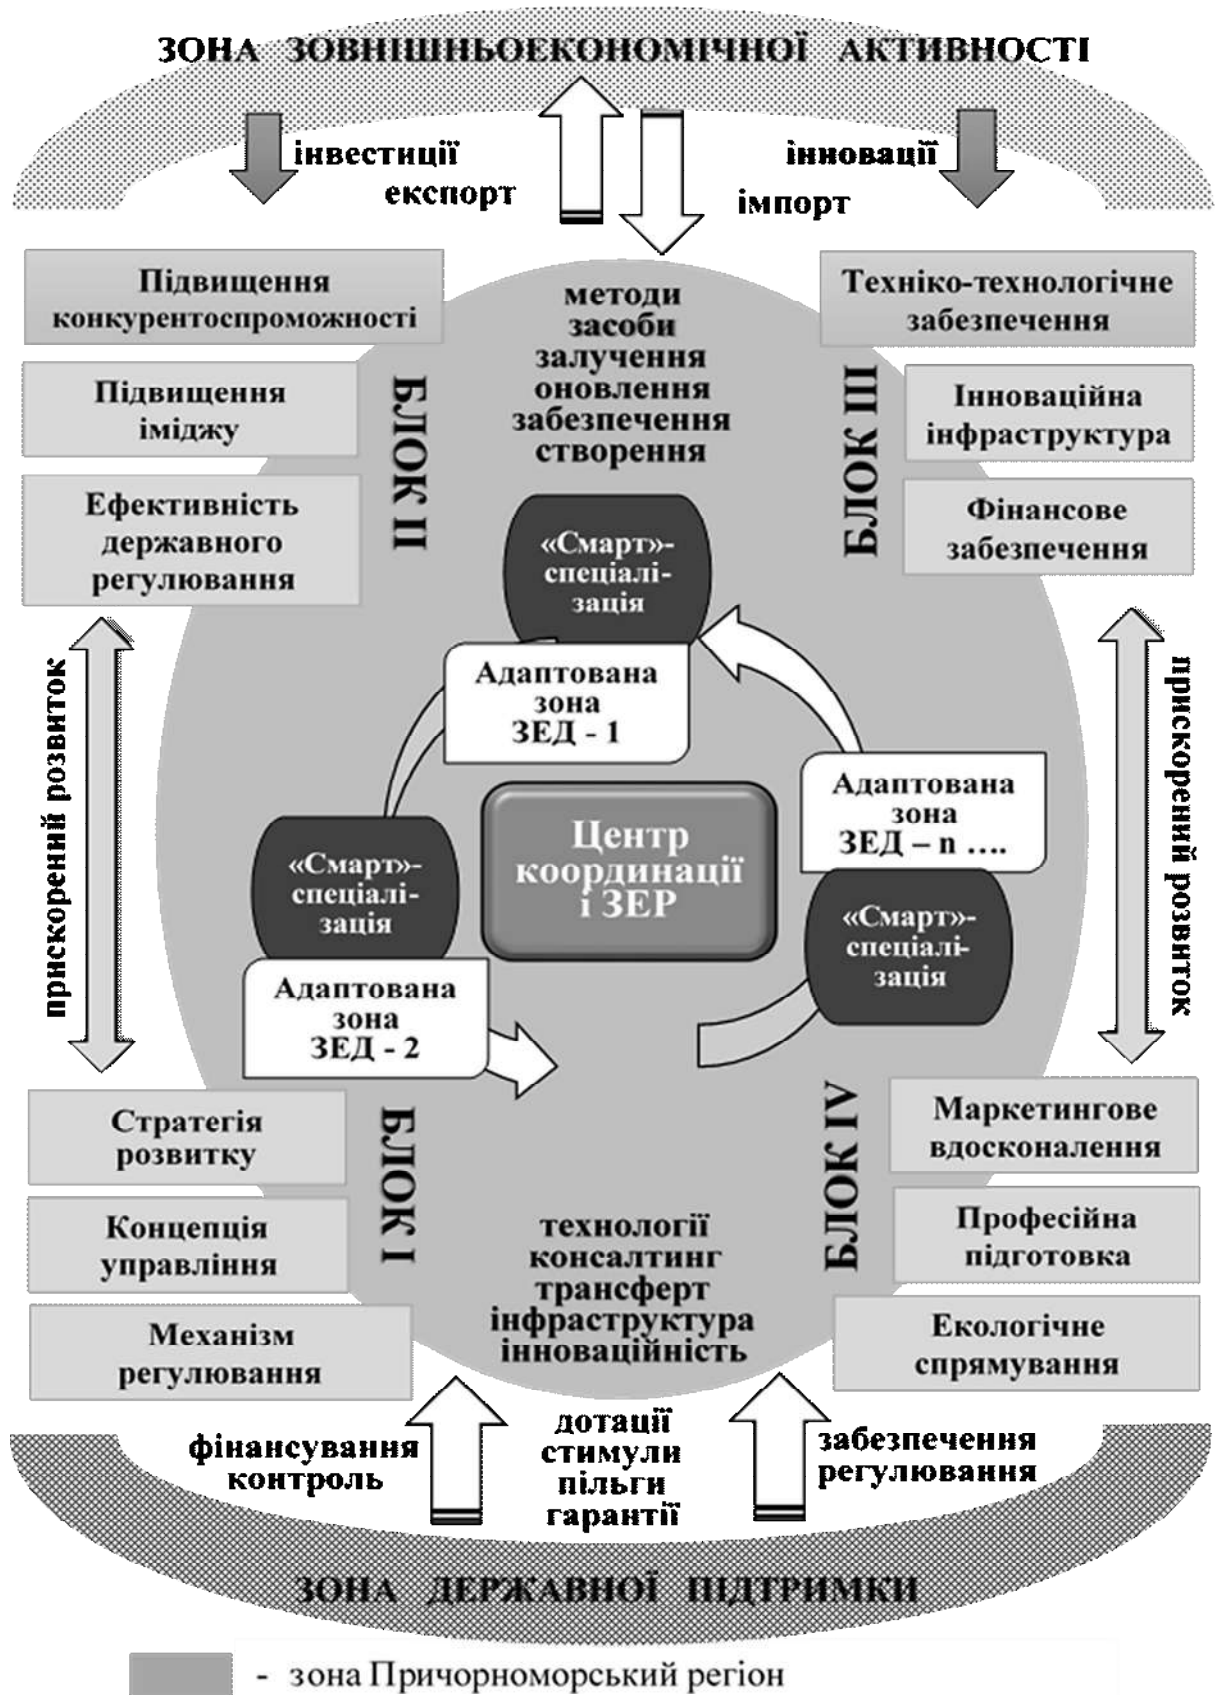 ЗОНА ЗОВНІШНЬОЕКОНОМІЧНОЇ АКТИВНОСТІ
інвестиції
експорт
інновації
імпорт
Підвищення
конкурентоспроможності
Підвищення
іміджу
Ефективність
державного
регулювання
БЛОК ІІ
методи
засоби
залучення
оновлення
забезпечення
створення
БЛОК ІІІ
Техніко-технологічне
забезпечення
Інноваційна
інфраструктура
Фінансове
забезпечення
«Смарт»-
спеціалі-
зація
Адаптована
зона
ЗЕД - 1
прискорений розвиток
прискорений розвиток
Адаптована
зона
ЗЕД – n ....
«Смарт»-
спеціалі-
зація
Центр
координації
і ЗЕР
«Смарт»-
спеціалі-
зація
Адаптована
зона
ЗЕД - 2
Стратегія
розвитку
Концепція
управління
Механізм
регулювання
БЛОК І
технології
консалтинг
трансферт
інфраструктура
інноваційність
БЛОК IV
Маркетингове
вдосконалення
Професійна
підготовка
Екологічне
спрямування
фінансування
контроль
дотації
стимули
пільги
гарантії
забезпечення
регулювання
ЗОНА ДЕРЖАВНОЇ ПІДТРИМКИ
- зона Причорноморський регіон